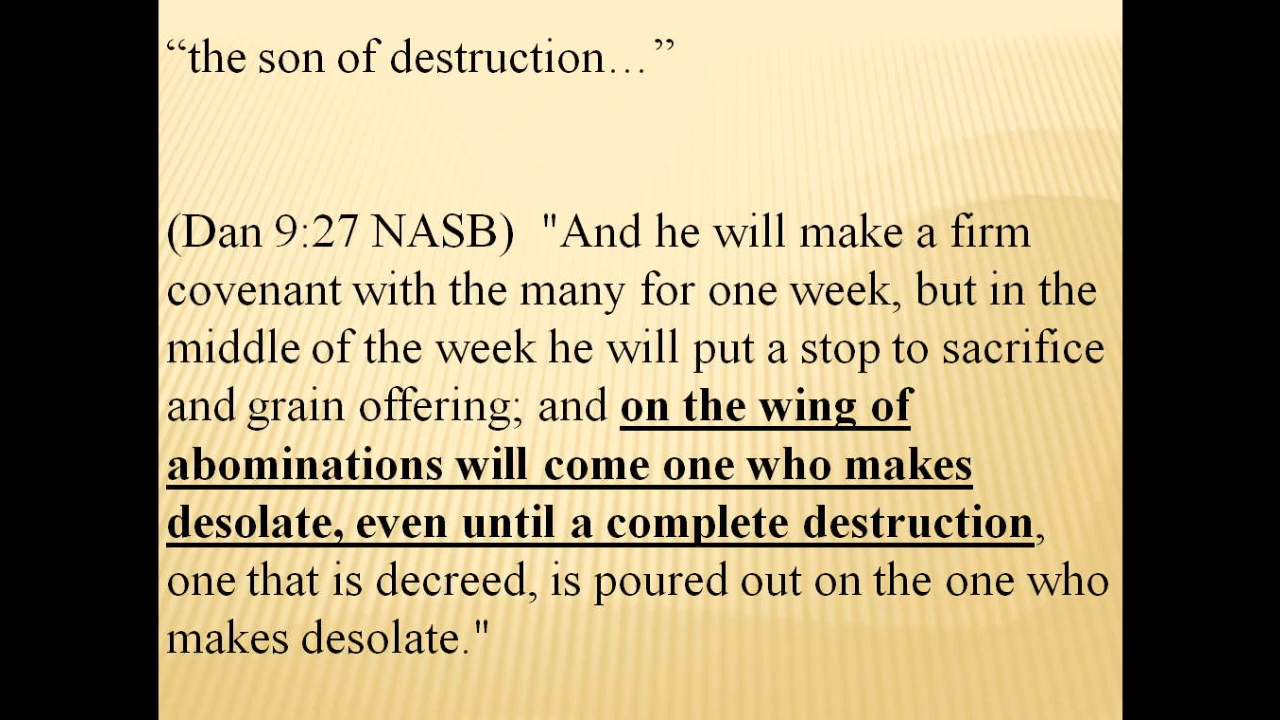 “the son of destruction…”
(Dan 9:27 NASB)  "And he will make a firm
covenant with the many for one week, but in the
middle of the week he will put a stop to sacrifice
and grain offering; and on the wing of
abominations will come one who makes
desolate, even until a complete destruction,
one that is decreed, is poured out on the one who
makes desolate."